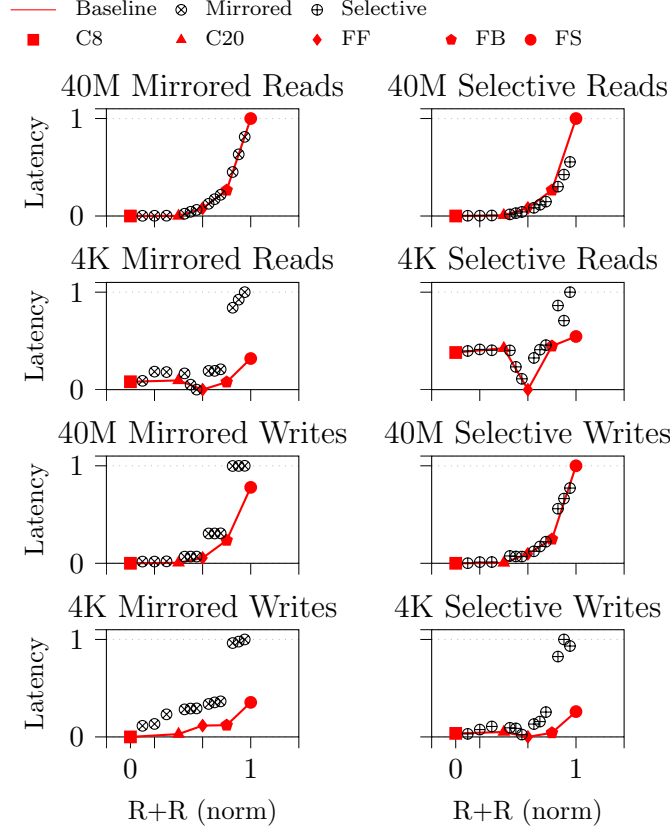 Baseline Mirrored Selective
C8 C20 FF FB FS
40M Mirrored Reads 40M Selective Reads
1
Latency
0
4K Mirrored Reads 4K Selective Reads
1
Latency
0
40M Mirrored Writes 40M Selective Writes
1
Latency
0
4K Mirrored Writes 4K Selective Writes
1
Latency
0
0 1 0 1
R+R (norm) R+R (norm)